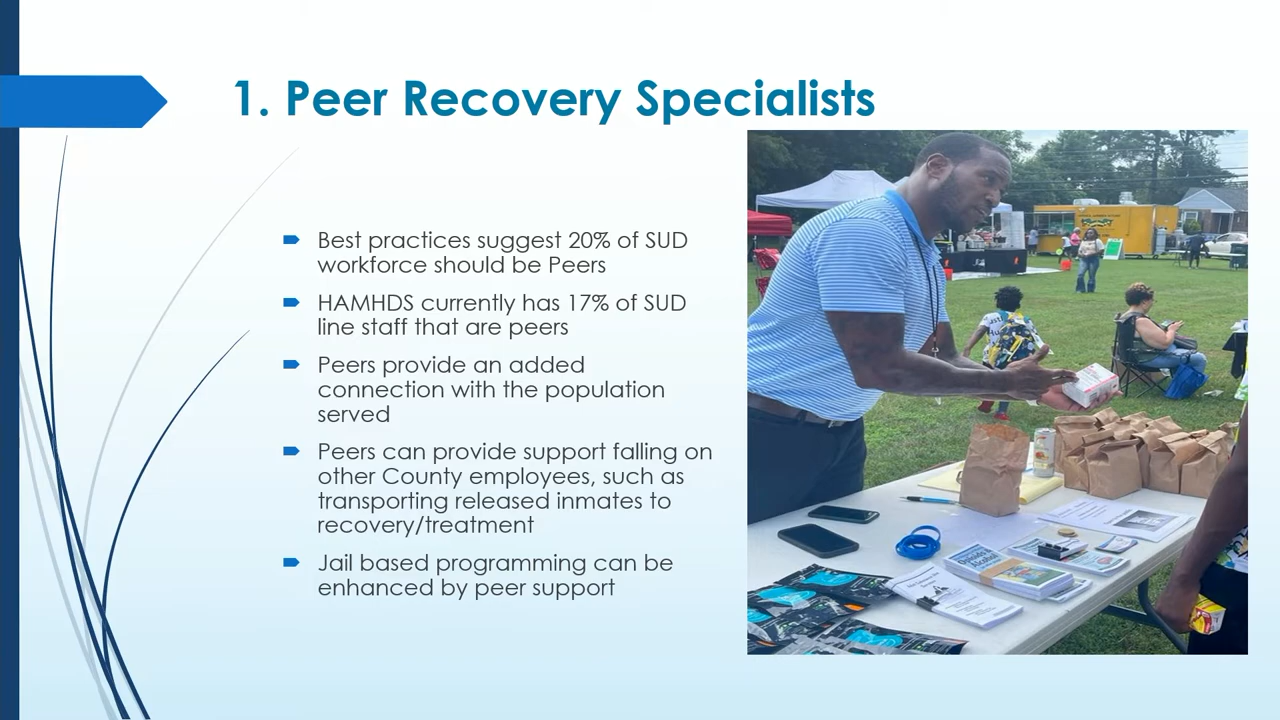 1. Peer Recovery Specialists
Best practices suggest 20% of SUD
workforce should be Peers
HAMHDS currently has 17% of SUD
line staff that are peers
Peers provide an added
connection with the population
served
Peers can provide support falling on
other County employees, such as
transporting released inmates to
recovery/treatment
Jail based programming can be
enhanced by peer support